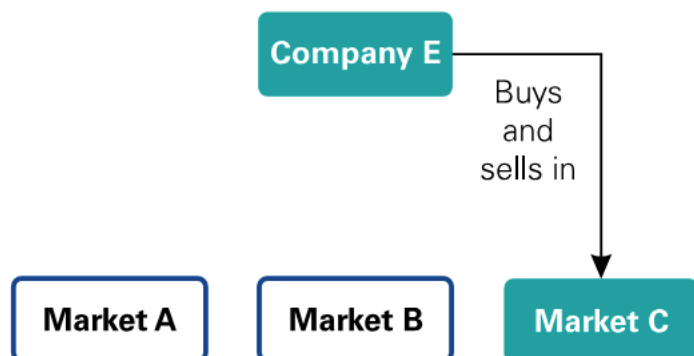 Company E
Buys
and
sells in
Market A
Market B
Market C